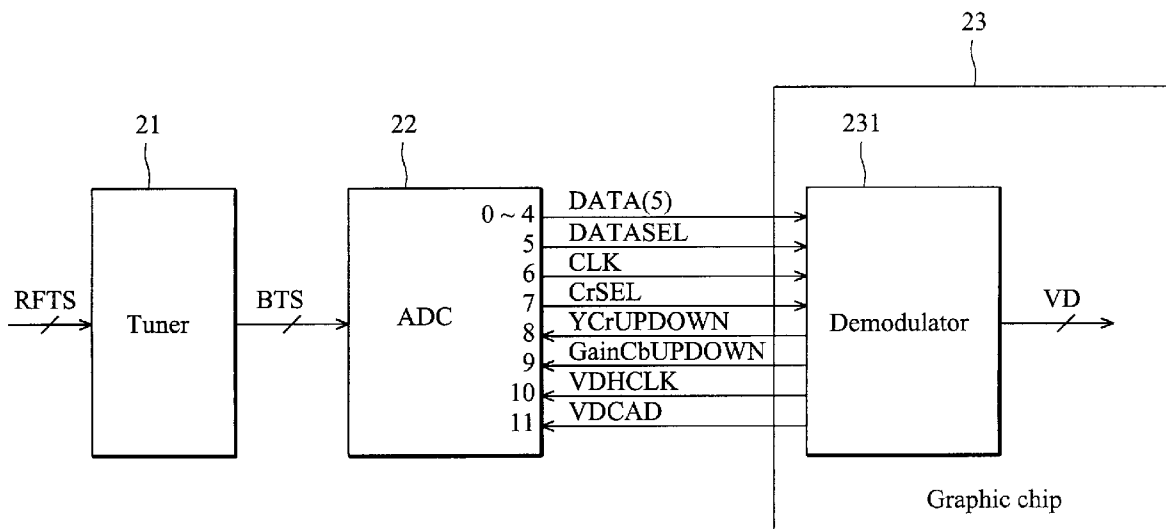 23
21
22
231
0 ~ 4
DATA(5)
5
DATASEL
6
CLK
7
CrSEL
8
YCrUPDOWN
9
GainCbUPDOWN
10
VDHCLK
11
VDCAD
RFTS
Tuner
BTS
ADC
Demodulator
VD
Graphic chip